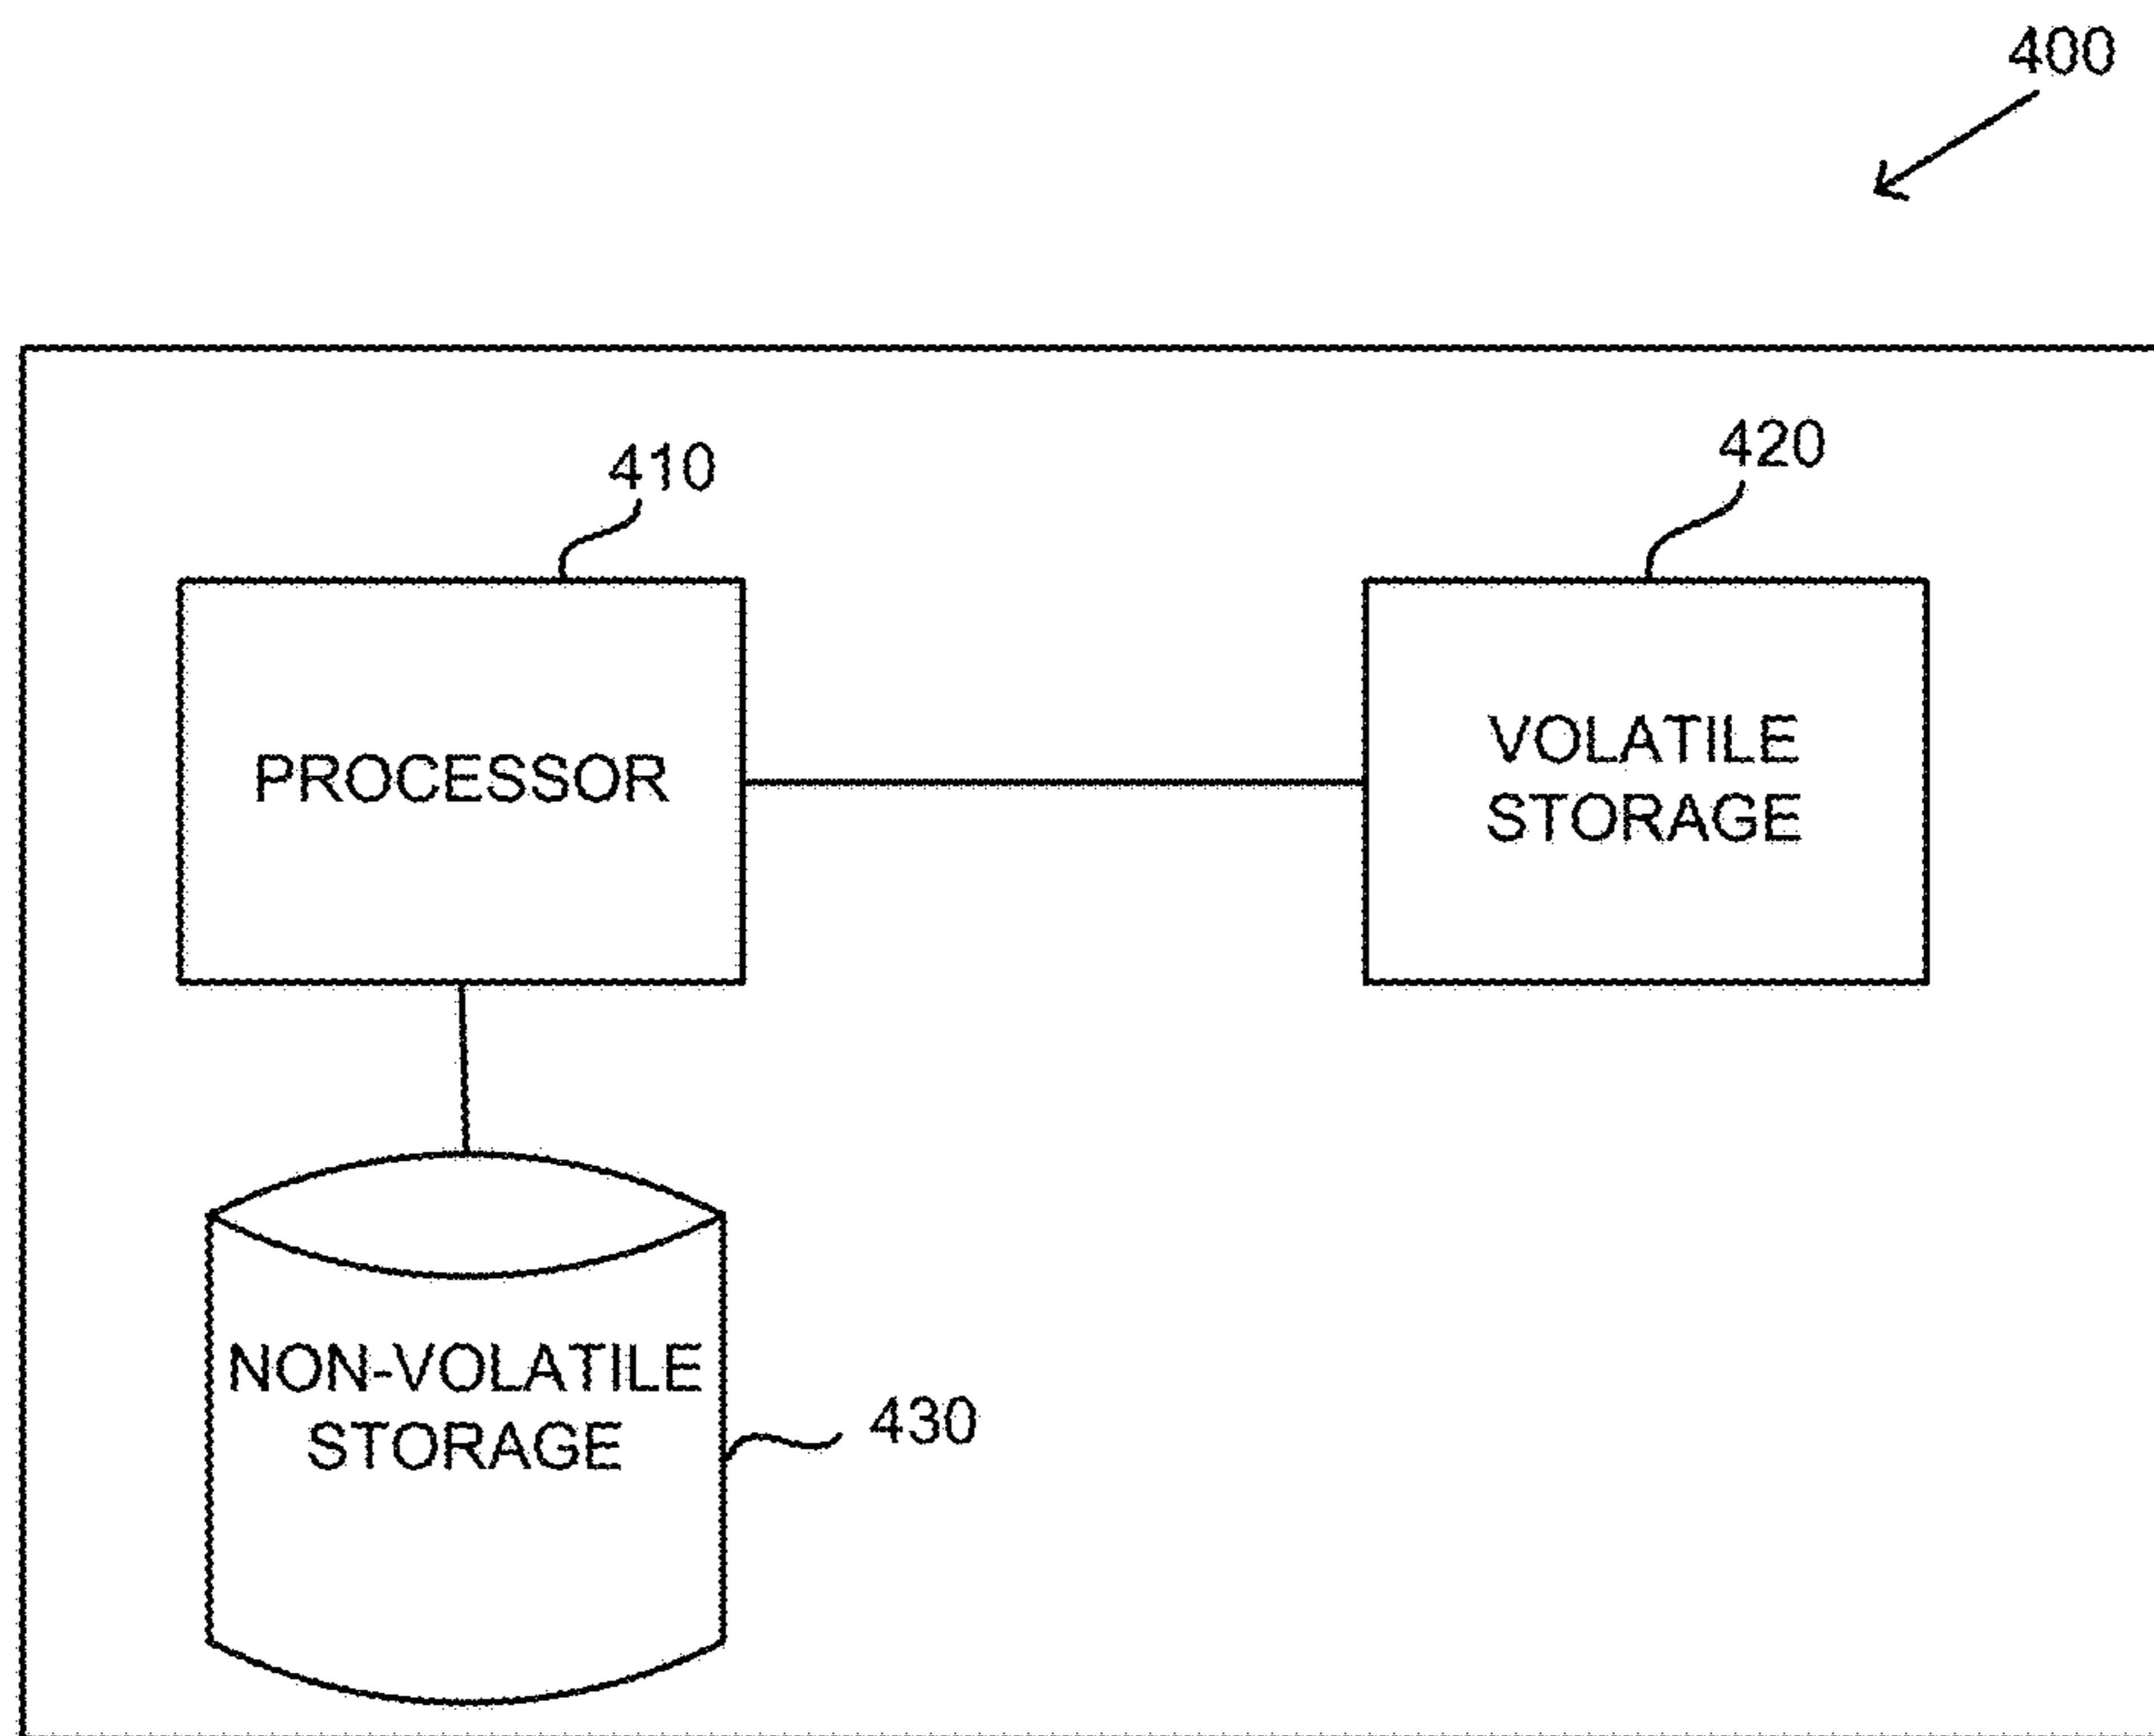 400
410
420
PROCESSOR
VOLATILE
STORAGE
NON-VOLATILE
STORAGE
430